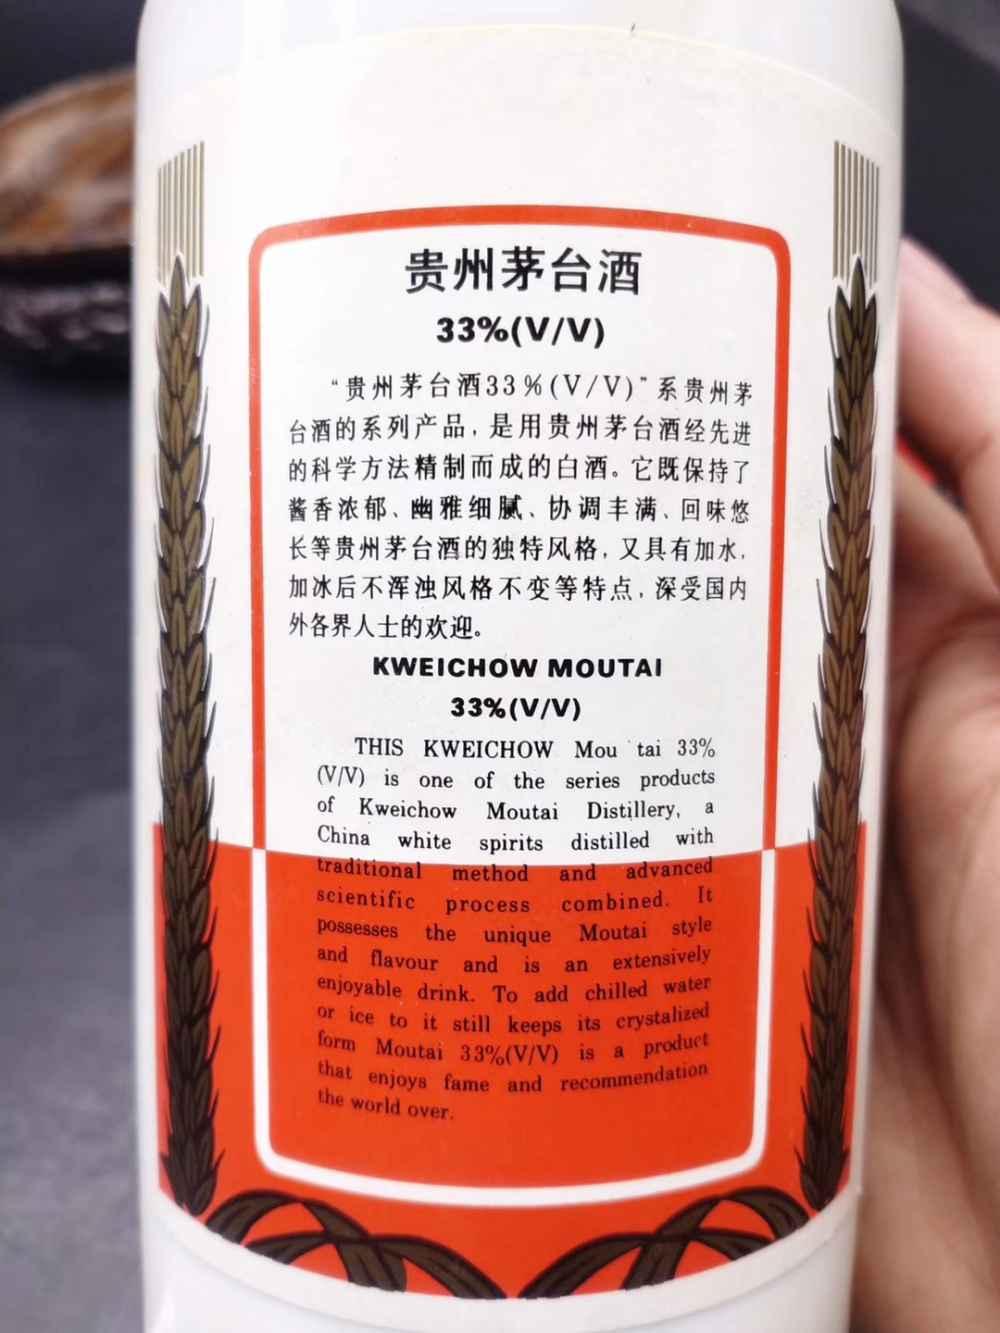 贵州茅台酒
33%(V/V)
“贵州茅台酒33%(V/V)”系贵州茅
台酒的系列产品,是用贵州茅台酒经先进
的科学方法精制而成的白酒。它既保持了
酱香浓郁、幽雅细腻、协调丰满、回味悠
长等贵州茅台酒的独特风格,又具有加水,
加冰后不浑浊风格不变等特点,深受国内
外各界人士的欢迎。
KWEICHOW MOUTAI
33%(V/V)
THIS KWEICHOW Mou tai 33%
(V/V) is one of the series products
of Kweichow Moutai Distillery, a
China white spirits distilled with
traditional method and advanced
scientific process combined. It
possesses the unique Moutai style
and flavour and is an extensively
enjoyable drink. To add chilled water
or ice to it still keeps its crystalized
form Moutai 33%(V/V) is a product
that enjoys fame and recommendation
the world over.